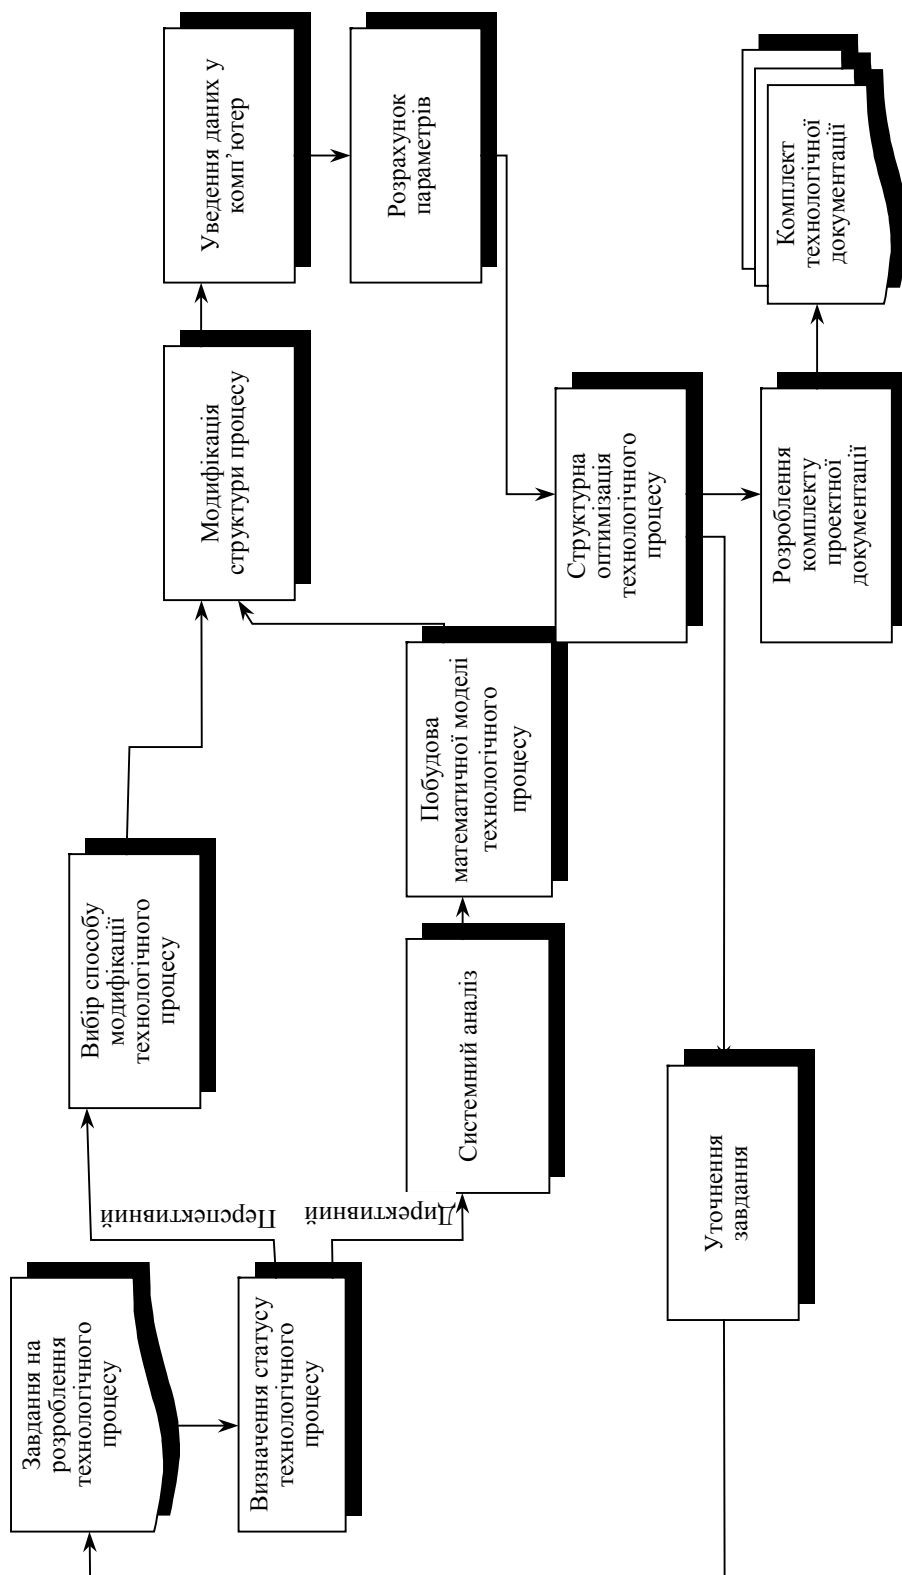 Завдання на
розроблення
технологічного
процесу
Визначення статусу
технологічного
процесу
Перспективний
Директивний
Вибір способу
модифікації
технологічного
процесу
Системний аналіз
Побудова
математичної моделі
технологічного
процесу
Модифікація
структури процесу
Уведення даних у
комп’ютер
Розрахунок
параметрів
Структурна
оптимізація
технологічного
процесу
Уточнення
завдання
Розроблення
комплекту
проектної
документації
Комплект
технологічної
документації